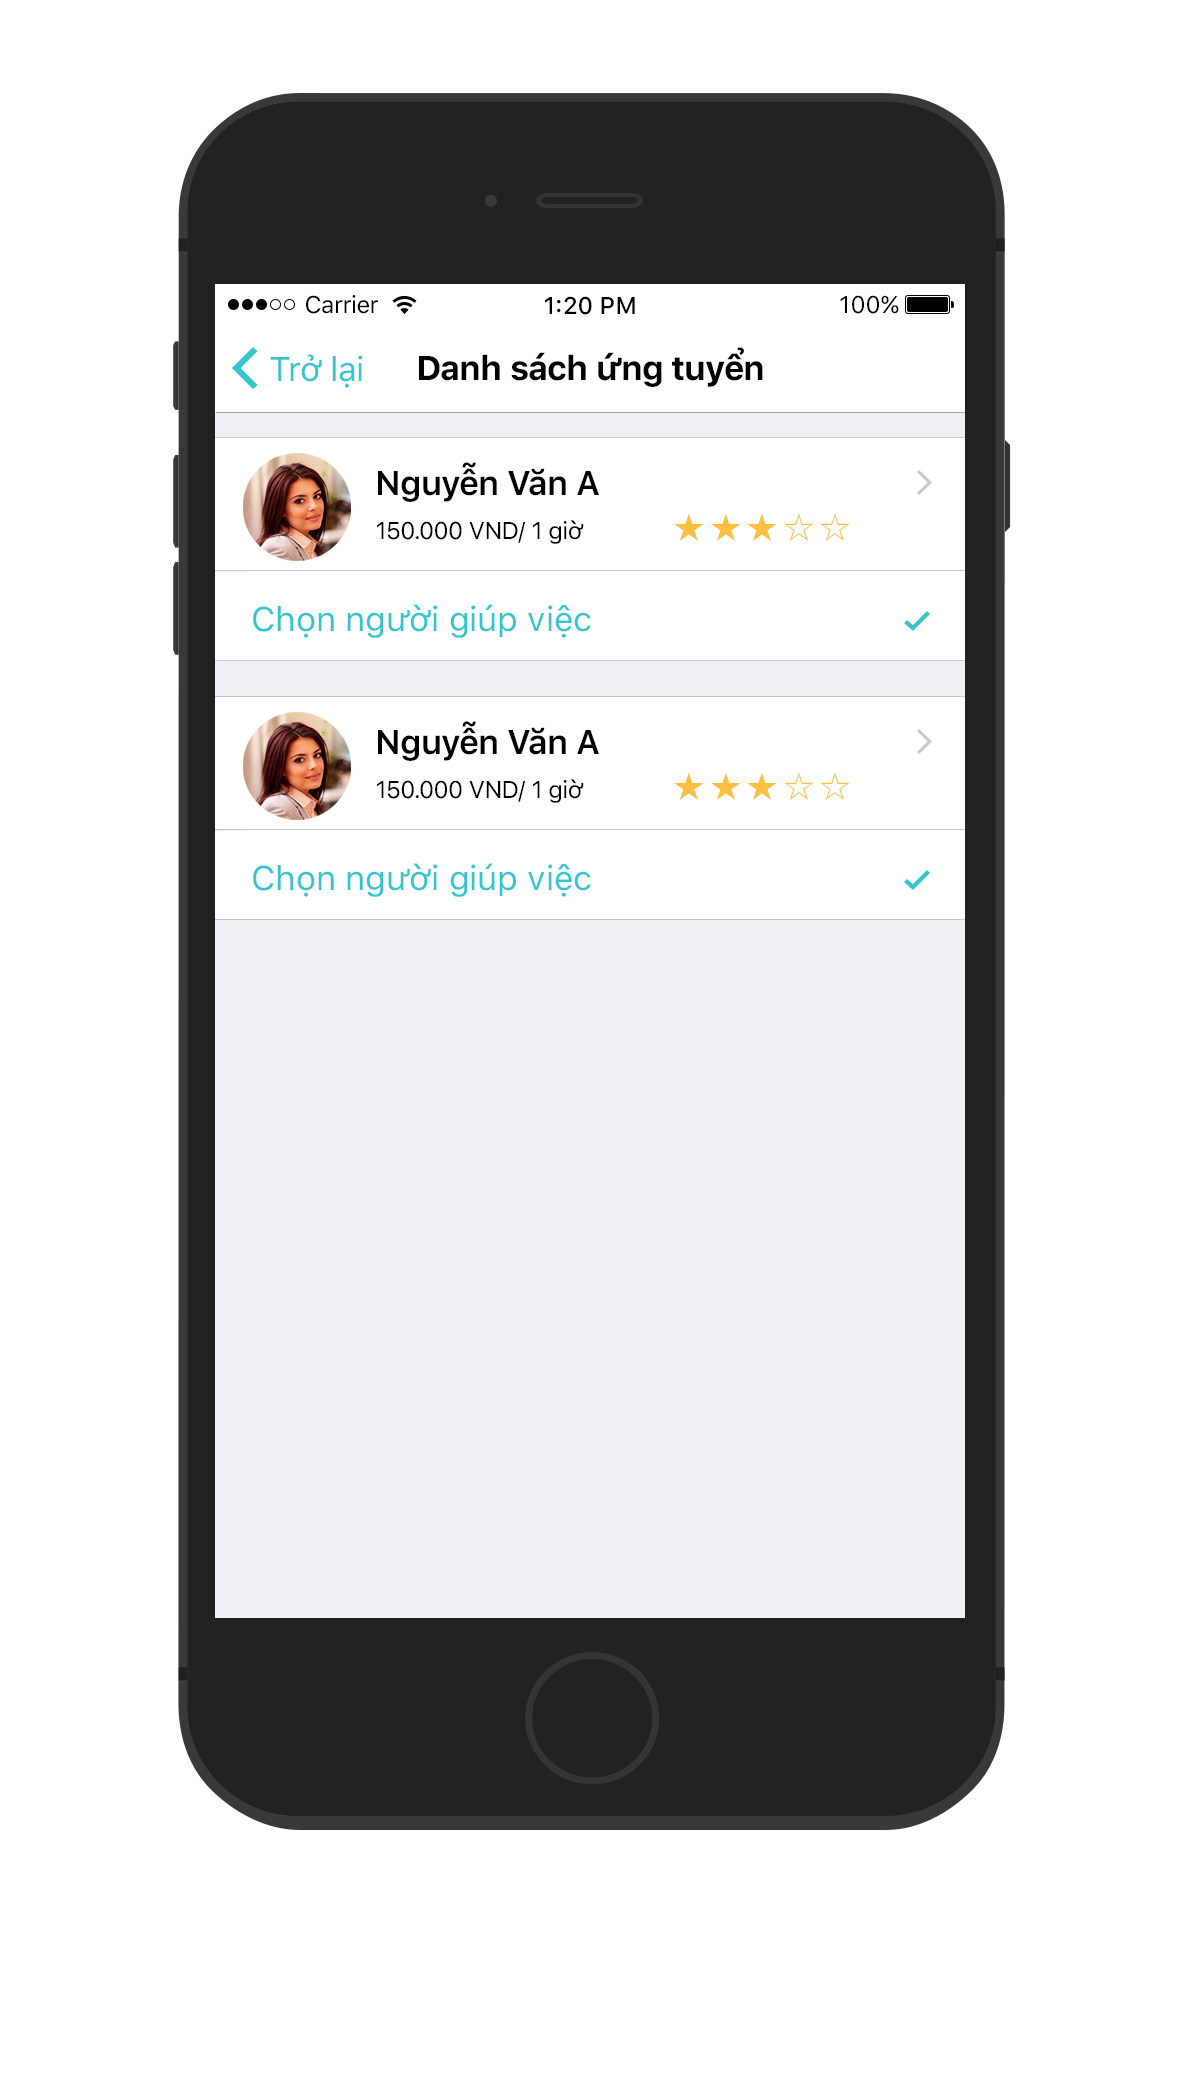 Carrier 1:20 PM 100%
Trở lại Danh sách ứng tuyển
Nguyễn Văn A
150.000 VND/ 1 giờ
Chọn người giúp việc
Nguyễn Văn A
150.000 VND/ 1 giờ
Chọn người giúp việc